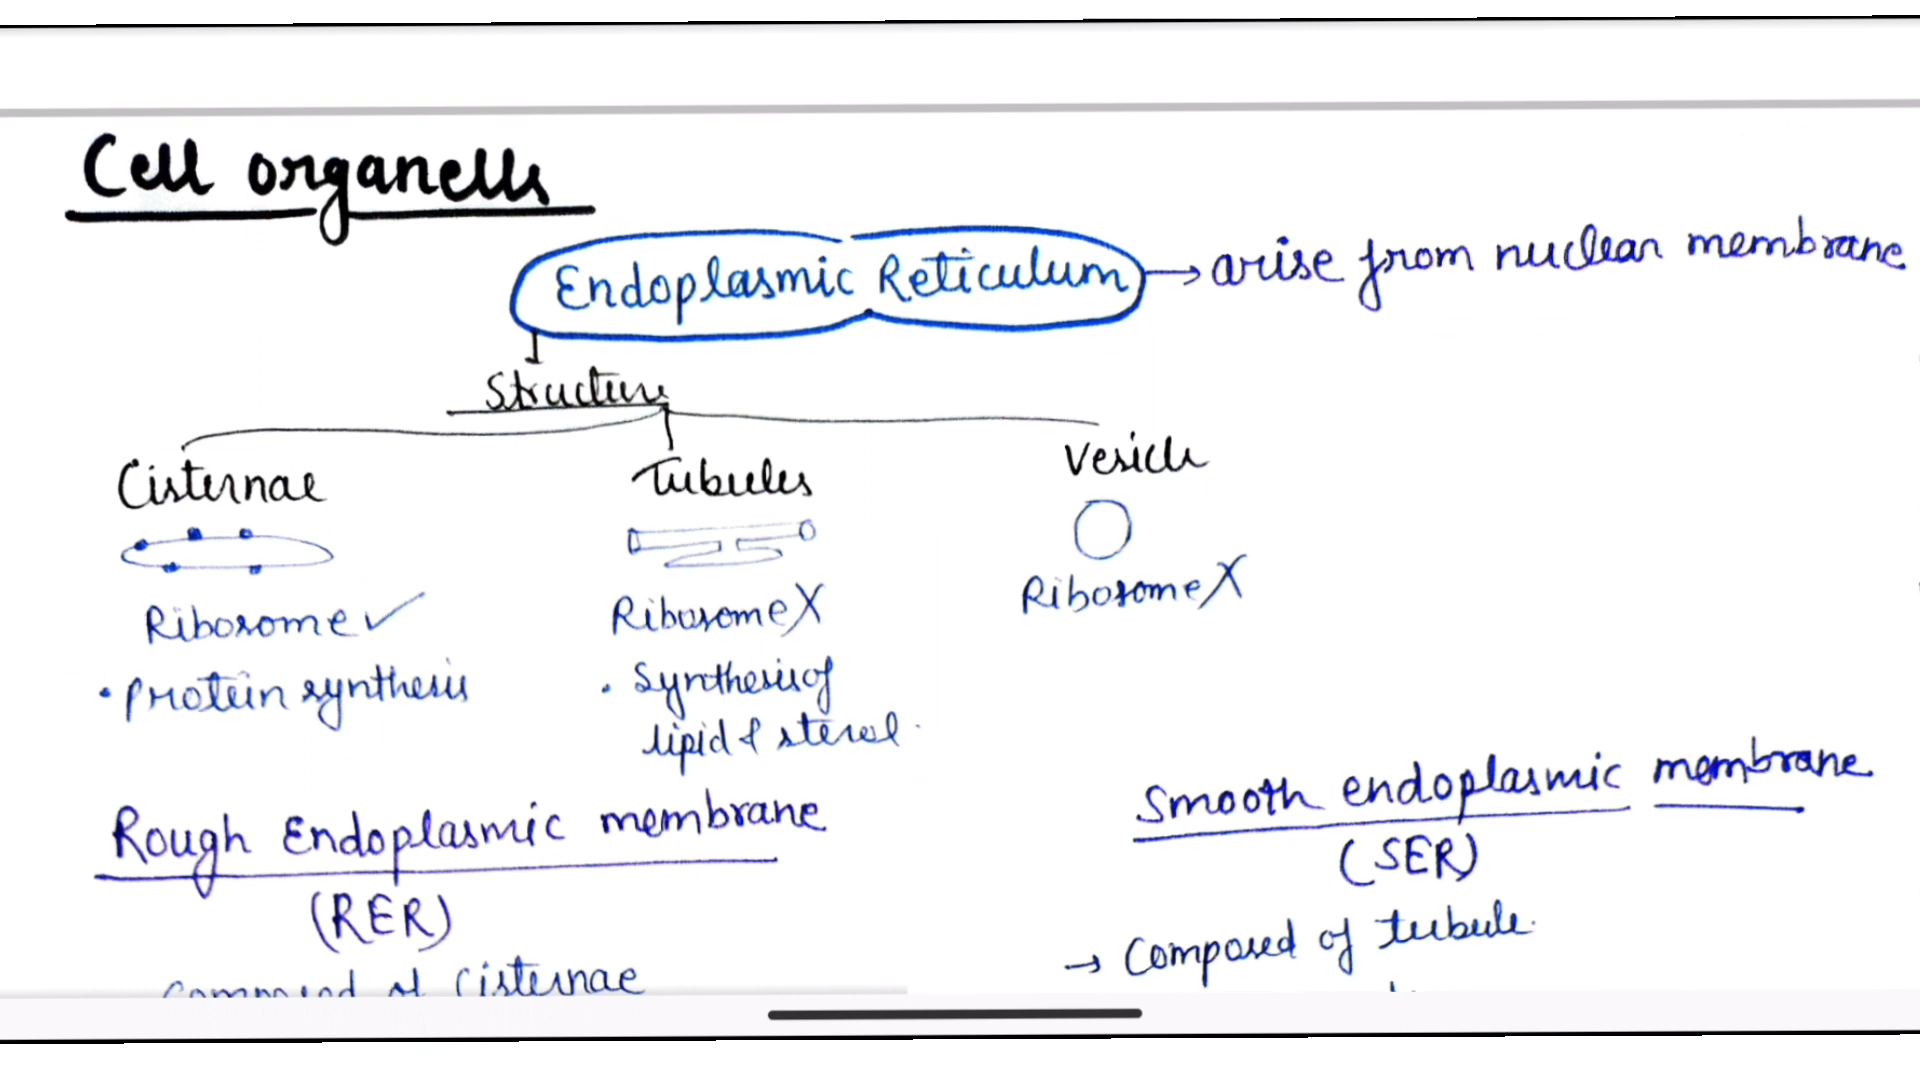 Cell organells
Endoplasmic Reticulum → arise from nuclear membrane
Structure
Cisternae Tubules Vesicle
Ribosome ✓ Ribosome X Ribosome X
• Protein synthesis • Synthesis of
lipid & sterol.
Rough Endoplasmic membrane
(RER)
Composed of Cisternae
Smooth endoplasmic membrane
(SER)
→ Composed of tubule.